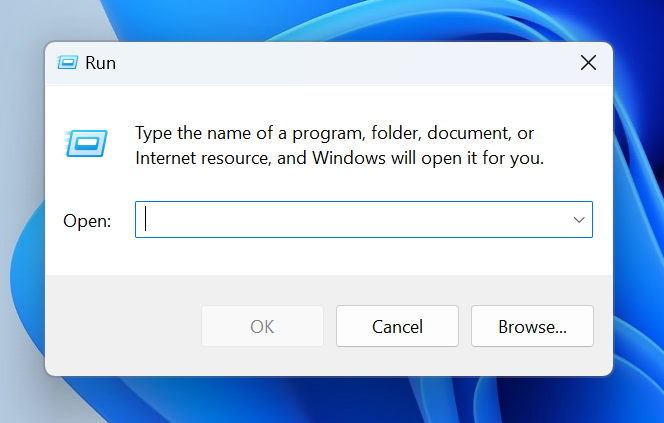 Run
Type the name of a program, folder, document, or
Internet resource, and Windows will open it for you.
Open:
OK
Cancel
Browse...